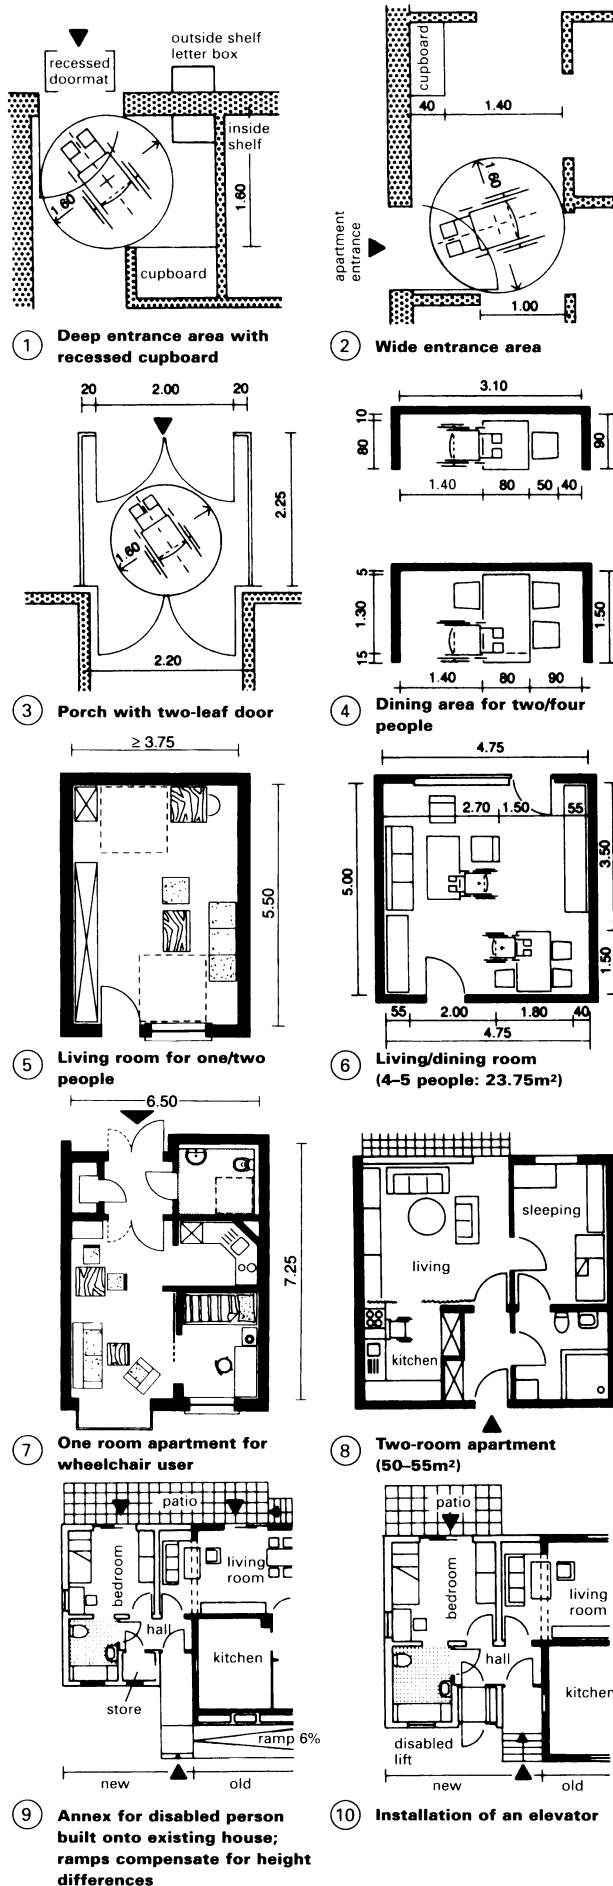 recessed
doormat
outside shelf
letter box
inside
shelf
1.60
1.60
cupboard
1 Deep entrance area with
recessed cupboard
cupboard
40
1.40
1.60
apartment
entrance
1.00
2 Wide entrance area
20
2.00
20
2.25
1.60
2.20
3 Porch with two-leaf door
3.10
10
80
90
1.40
80
50
40
5
1.30
15
1.50
1.40
80
90
4 Dining area for two/four
people
≥ 3.75
5.50
5 Living room for one/two
people
4.75
2.70
1.50
55
5.00
3.50
1.50
55
2.00
1.80
40
4.75
6 Living/dining room
(4–5 people: 23.75m²)
6.50
7.25
7 One room apartment for
wheelchair user
sleeping
living
kitchen
8 Two-room apartment
(50–55m²)
patio
bedroom
living
room
hall
kitchen
store
ramp 6%
new
old
9 Annex for disabled person
built onto existing house;
ramps compensate for height
differences
patio
bedroom
living
room
hall
kitchen
disabled
lift
new
old
10 Installation of an elevator